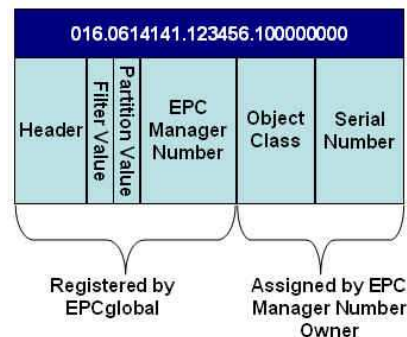 016.0614141.123456.100000000
Header
Filter Value
Partition Value
EPC
Manager
Number
Object
Class
Serial
Number
Registered by
EPCglobal
Assigned by EPC
Manager Number
Owner